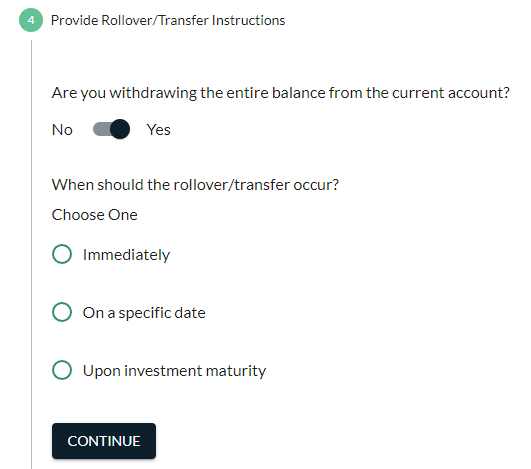 4 Provide Rollover/Transfer Instructions
Are you withdrawing the entire balance from the current account?
No Yes
When should the rollover/transfer occur?
Choose One
Immediately
On a specific date
Upon investment maturity
CONTINUE